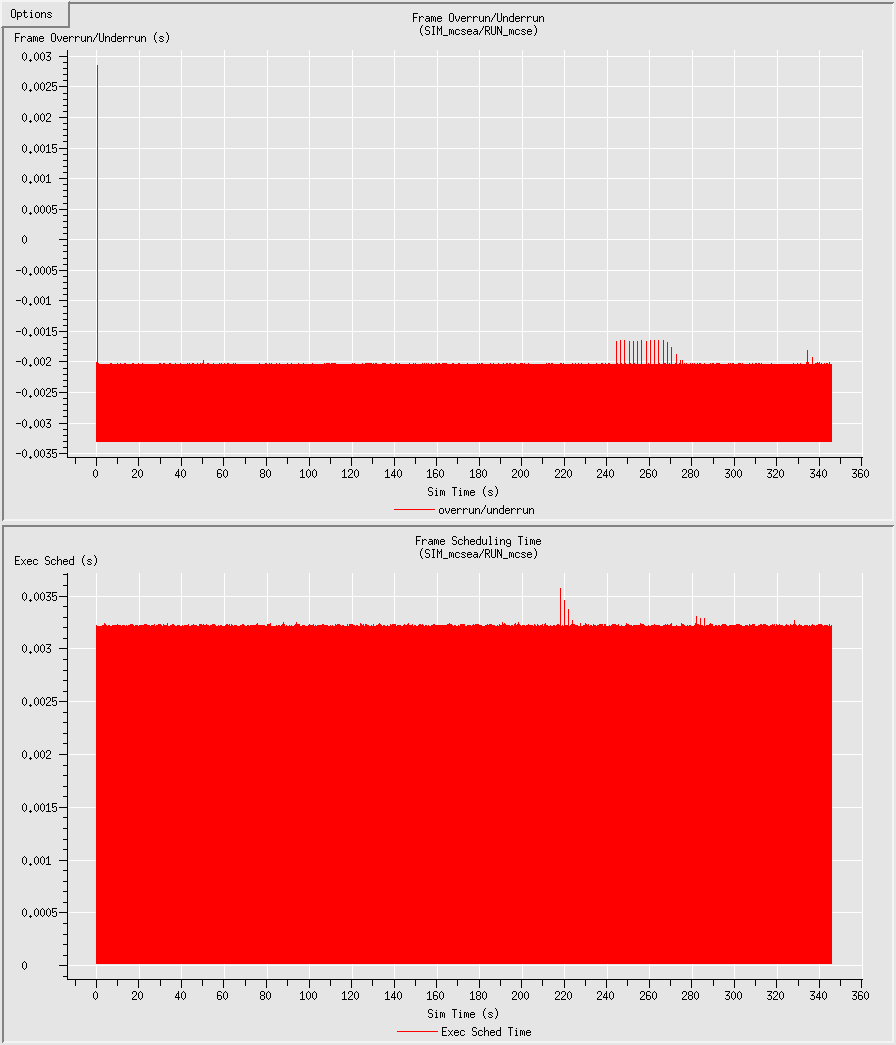 Options
Frame Overrun/Underrun
(SIM_mcsea/RUN_mcse)
Frame Overrun/Underrun (s)
0.003
0.0025
0.002
0.0015
0.001
0.0005
0
-0.0005
-0.001
-0.0015
-0.002
-0.0025
-0.003
-0.0035
0 20 40 60 80 100 120 140 160 180 200 220 240 260 280 300 320 340 360
Sim Time (s)
overrun/underrun
Frame Scheduling Time
(SIM_mcsea/RUN_mcse)
Exec Sched (s)
0.0035
0.003
0.0025
0.002
0.0015
0.001
0.0005
0
0 20 40 60 80 100 120 140 160 180 200 220 240 260 280 300 320 340 360
Sim Time (s)
Exec Sched Time